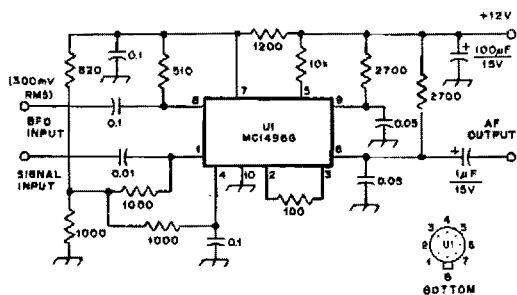 +12V
1200
0.1
820
510
10k
2700
100µF
15V
2700
(300mV
RMS)
BFO
INPUT
0.1
8
7
5
9
U1
MC1496G
0.05
AF
OUTPUT
SIGNAL
INPUT
0.01
1
6
4
10
2
3
1µF
15V
1000
100
0.05
1000
1000
0.1
4
3
2
U1
1
7
8
BOTTOM